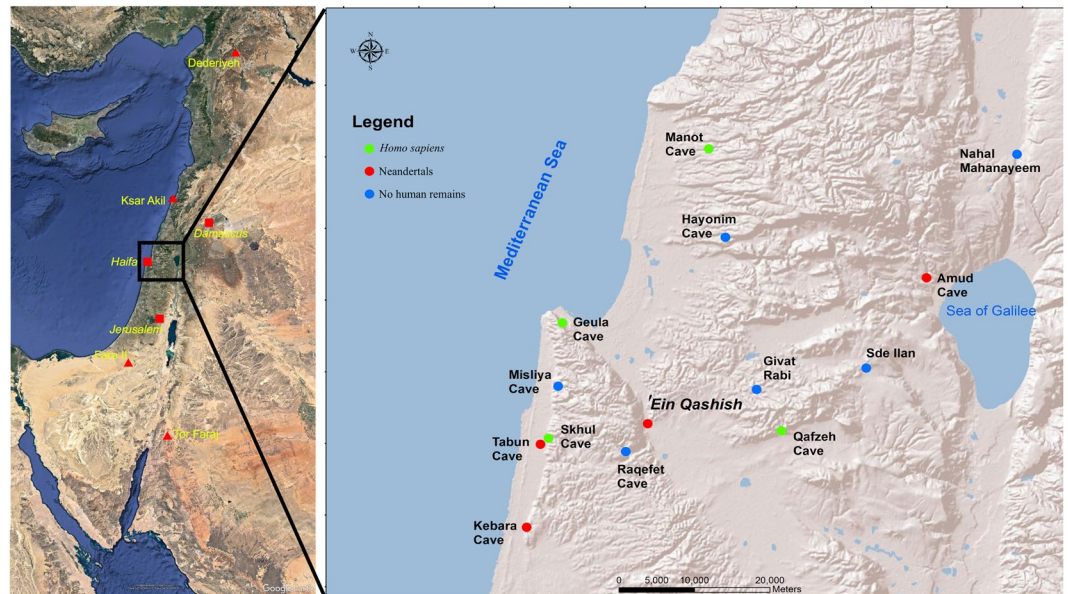 Dederiyeh
Ksar Akil
Damascus
Haifa
Jerusalem
Tor Faraj
Google
N
W
E
S
Legend
Homo sapiens
Neandertals
No human remains
Mediterranean Sea
Manot
Cave
Nahal
Mahanayeem
Hayonim
Cave
Amud
Cave
Sea of Galilee
Geula
Cave
Misliya
Cave
Givat
Rabi
Sde Ilan
'Ein Qashish
Skhul
Cave
Tabun
Cave
Qafzeh
Cave
Raqefet
Cave
Kebara
Cave
0 5,000 10,000 20,000
Meters